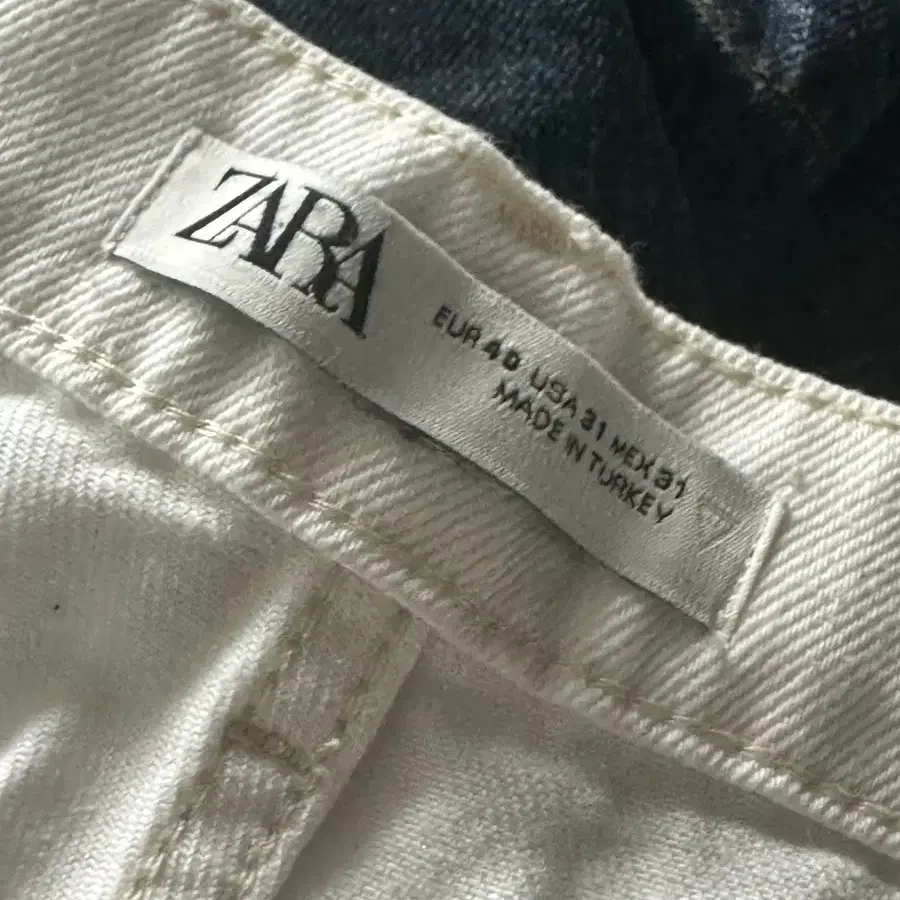 ZARA
EUR 40 USA 31 MEX 31
MADE IN TURKEY